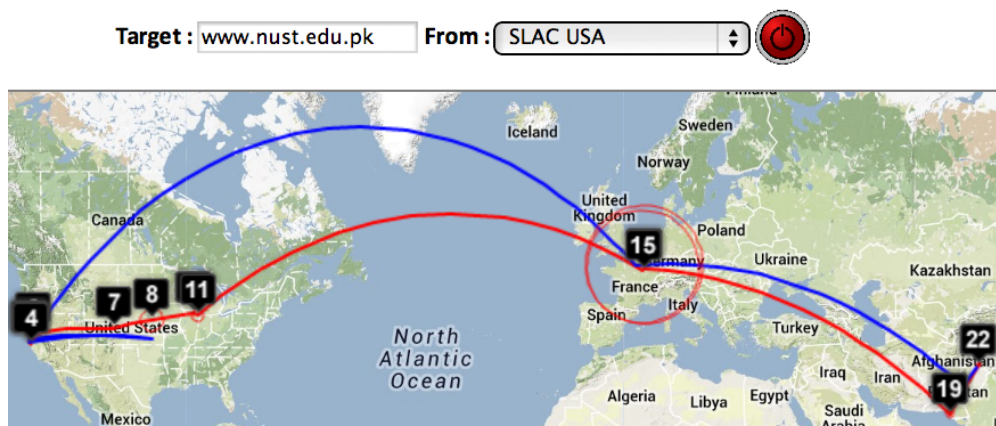 Target : www.nust.edu.pk From : SLAC USA
Finland
Iceland
Sweden
Norway
Canada
United
Kingdom
Poland
15
Germany
Ukraine
Kazakhstan
France
11
8
7
4
United States
Spain
Italy
North
Atlantic
Ocean
Turkey
22
Afghanistan
Iraq
Iran
19
Algeria
Libya
Egypt
Saudi
Arabia
Mexico